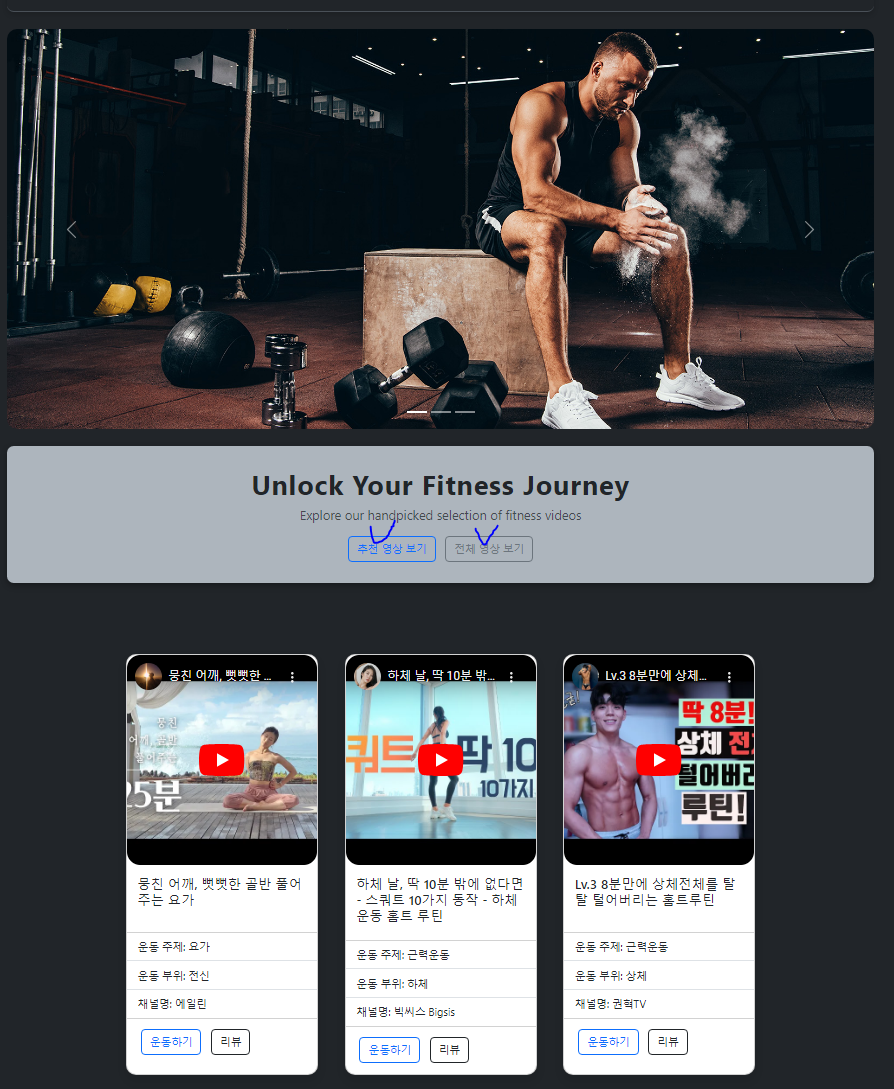 Unlock Your Fitness Journey
Explore our handpicked selection of fitness videos
추천 영상 보기
전체 영상 보기
뭉친 어깨, 뻣뻣한 ...
뭉친
어깨, 골반
풀어주는
25분
뭉친 어깨, 뻣뻣한 골반 풀어
주는 요가
운동 주제: 요가
운동 부위: 전신
채널명: 에일린
운동하기
리뷰
하체 날, 딱 10분 밖...
쿼트
딱 10
10가지
하체 날, 딱 10분 밖에 없다면
- 스쿼트 10가지 동작 - 하체
운동 홈트 루틴
운동 주제: 근력운동
운동 부위: 하체
채널명: 빅씨스 Bigsis
운동하기
리뷰
Lv.3 8분만에 상체...
딱 8분!
상체 전
털어버리
루틴!
Lv.3 8분만에 상체전체를 탈
탈 털어버리는 홈트루틴
운동 주제: 근력운동
운동 부위: 상체
채널명: 권혁TV
운동하기
리뷰